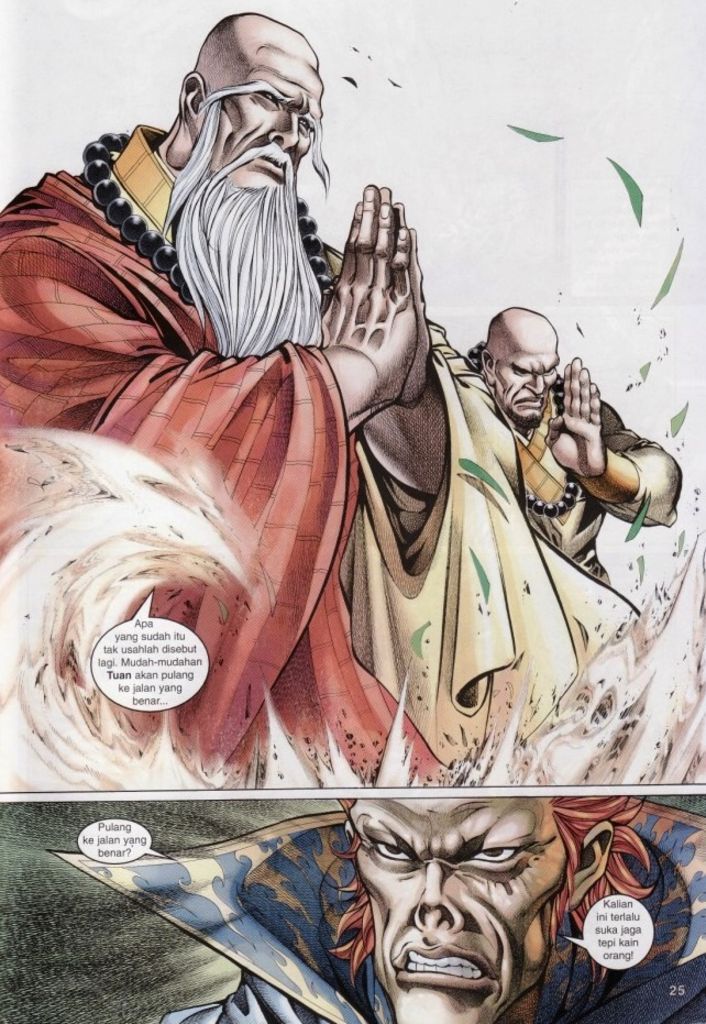 Apa
yang sudah itu
tak usahlah disebut
lagi. Mudah-mudahan
Tuan akan pulang
ke jalan yang
benar...
Pulang
ke jalan yang
benar?
Kalian
ini terlalu
suka jaga
tepi kain
orang!
25